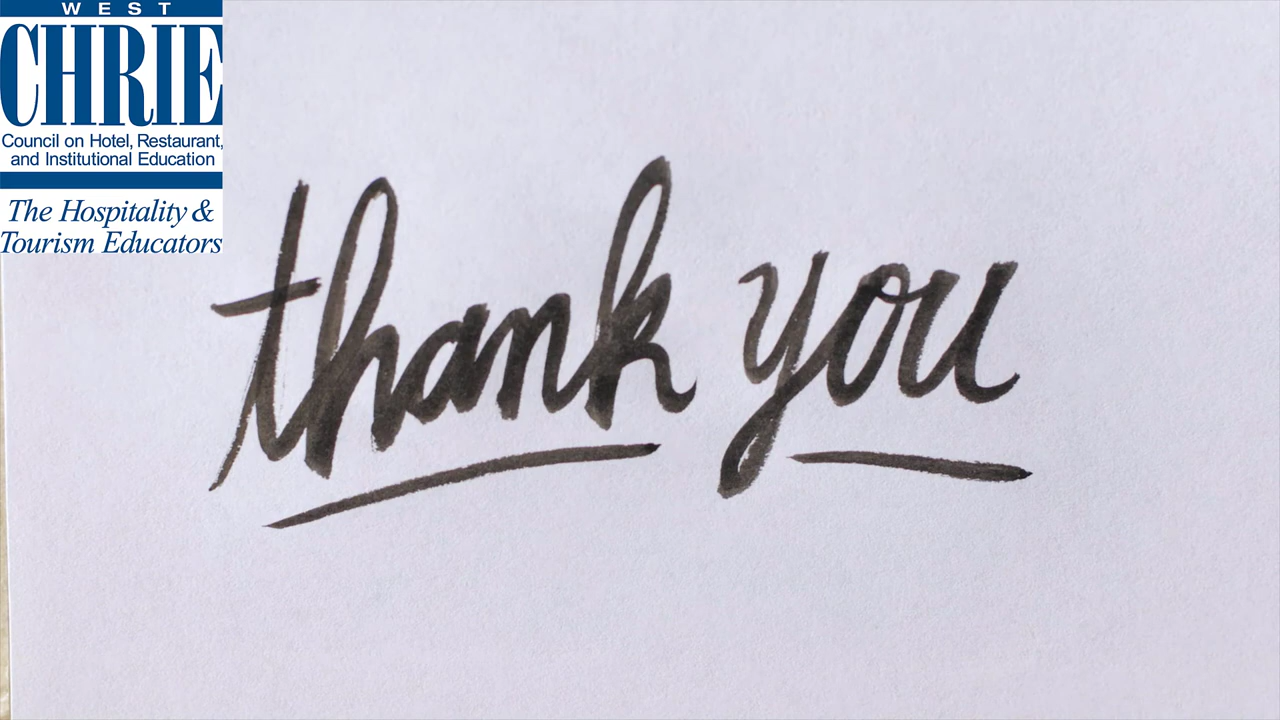 WEST
CHRIE
Council on Hotel, Restaurant,
and Institutional Education
The Hospitality &
Tourism Educators
thank you